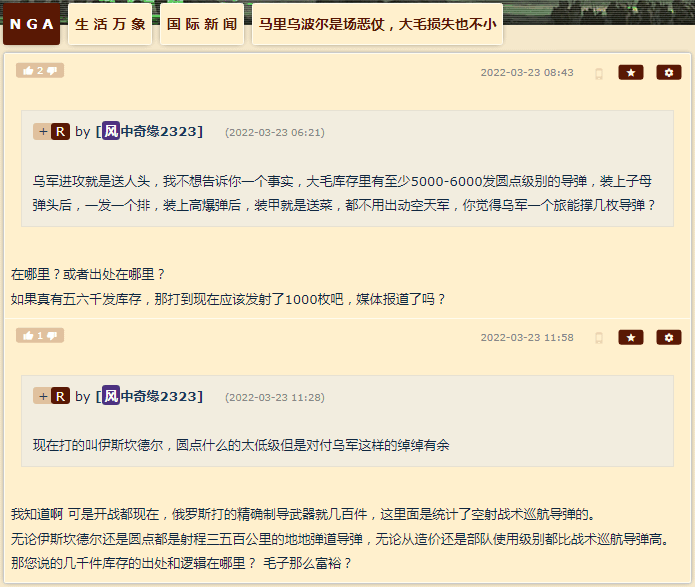 NGA 生活万象 国际新闻 马里乌波尔是场恶仗，大毛损失也不小
2 2022-03-23 08:43
+ R by [风中奇缘2323] (2022-03-23 06:21)
乌军进攻就是送人头，我不想告诉你一个事实，大毛库存里有至少5000-6000发圆点级别的导弹，装上子母
弹头后，一发一个排，装上高爆弹后，装甲就是送菜，都不用出动空天军，你觉得乌军一个旅能撑几枚导弹？
在哪里？或者出处在哪里？
如果真有五六千发库存，那打到现在应该发射了1000枚吧，媒体报道了吗？
1 2022-03-23 11:58
+ R by [风中奇缘2323] (2022-03-23 11:28)
现在打的叫伊斯坎德尔，圆点什么的太低级但是对付乌军这样的绰绰有余
我知道啊 可是开战都现在，俄罗斯打的精确制导武器就几百件，这里面是统计了空射战术巡航导弹的。
无论伊斯坎德尔还是圆点都是射程三五百公里的地地弹道导弹，无论从造价还是部队使用级别都比战术巡航导弹高。
那您说的几千件库存的出处和逻辑在哪里？ 毛子那么富裕？